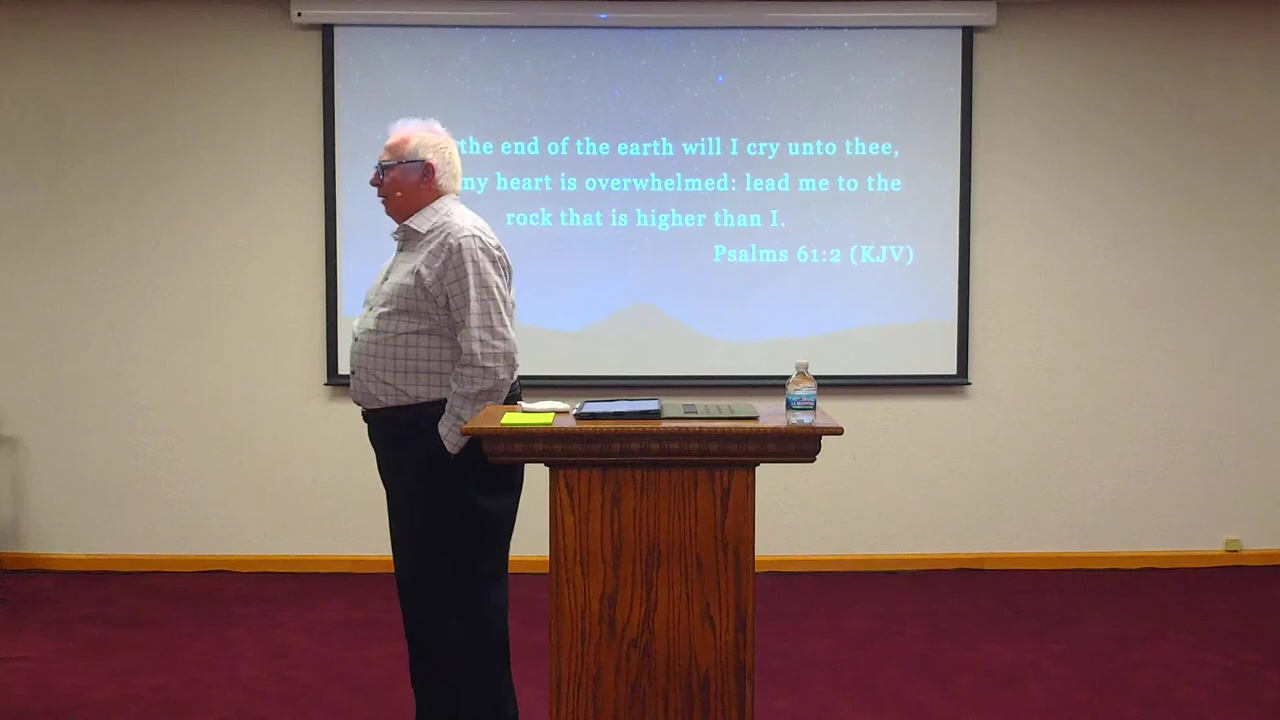 the end of the earth will I cry unto thee,
my heart is overwhelmed: lead me to the
rock that is higher than I.
Psalms 61:2 (KJV)